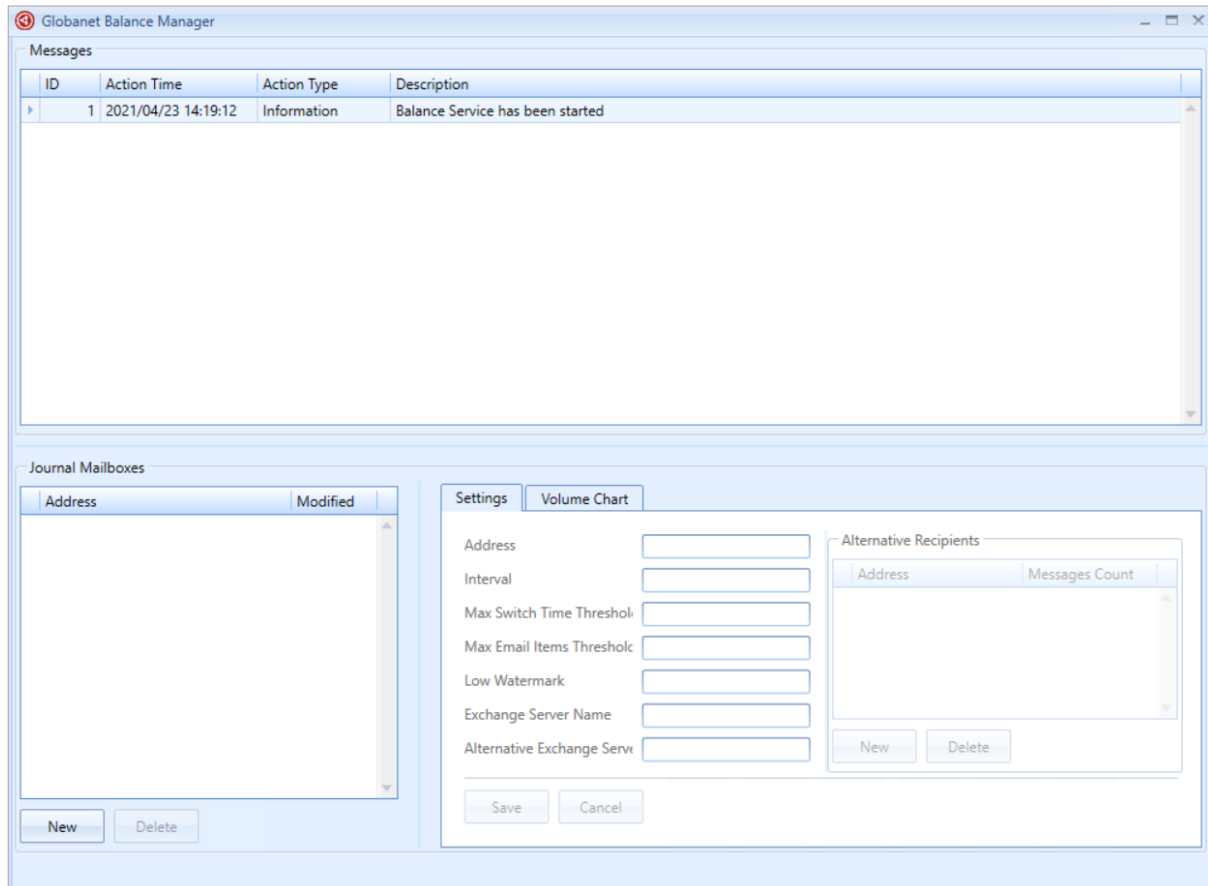 Globanet Balance Manager
Messages
ID Action Time Action Type Description
1 2021/04/23 14:19:12 Information Balance Service has been started
Journal Mailboxes
Address Modified
New Delete
Settings Volume Chart
Address
Interval
Max Switch Time Threshol
Max Email Items Threshol
Low Watermark
Exchange Server Name
Alternative Exchange Serve
Save Cancel
Alternative Recipients
Address Messages Count
New Delete